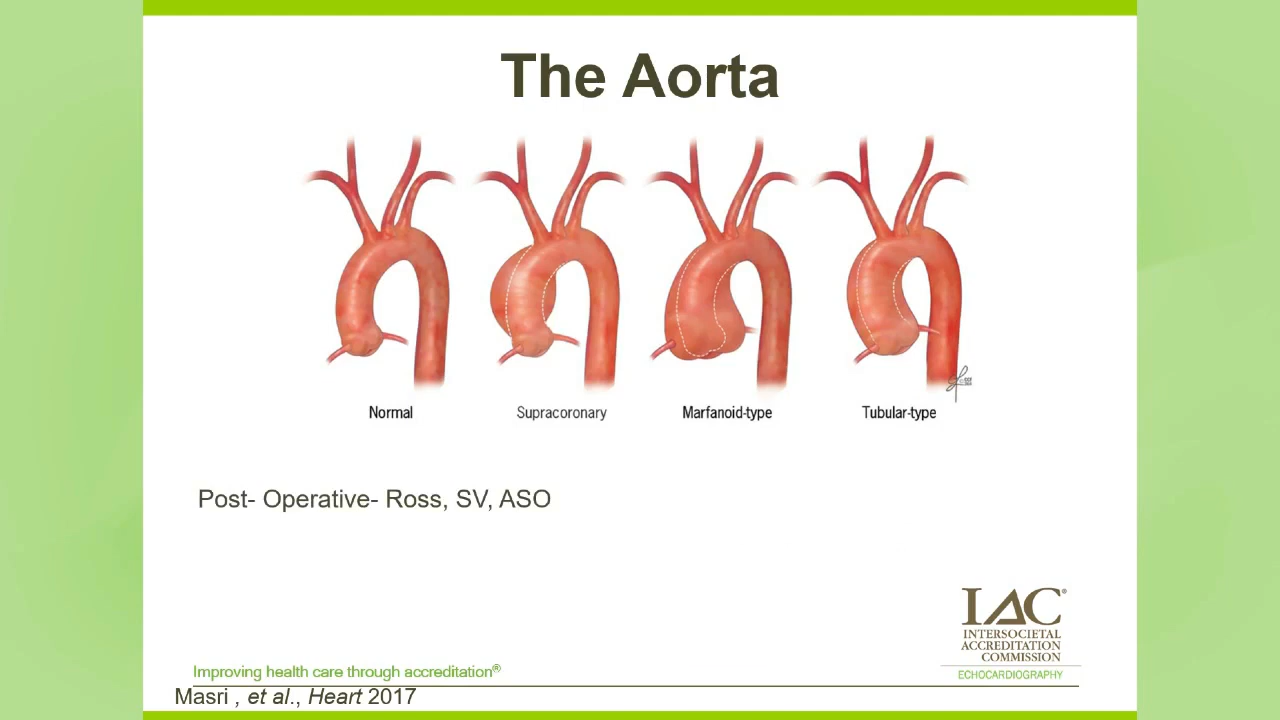 The Aorta
Normal
Supracoronary
Marfanoid-type
Tubular-type
Post- Operative- Ross, SV, ASO
IAC®
INTERSOCIETAL
ACCREDITATION
COMMISSION
ECHOCARDIOGRAPHY
Improving health care through accreditation®
Masri , et al., Heart 2017